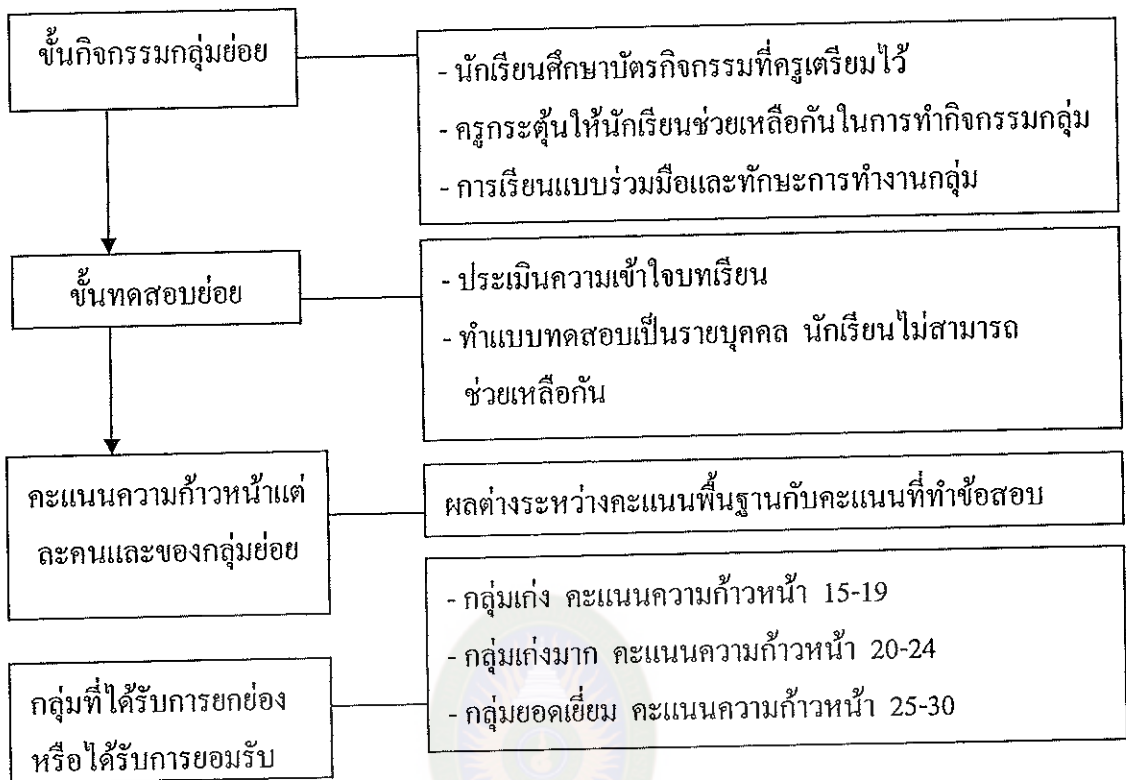 ขั้นกิจกรรมกลุ่มย่อย
- นักเรียนศึกษาบัตรกิจกรรมที่ครูเตรียมไว้
- ครูกระตุ้นให้นักเรียนช่วยเหลือกันในการทำกิจกรรมกลุ่ม
- การเรียนแบบร่วมมือและทักษะการทำงานกลุ่ม
ขั้นทดสอบย่อย
- ประเมินความเข้าใจบทเรียน
- ทำแบบทดสอบเป็นรายบุคคล นักเรียนไม่สามารถ
ช่วยเหลือกัน
คะแนนความก้าวหน้าแต่
ละคนและของกลุ่มย่อย
ผลต่างระหว่างคะแนนพื้นฐานกับคะแนนที่ทำข้อสอบ
กลุ่มที่ได้รับการยกย่อง
หรือได้รับการยอมรับ
- กลุ่มเก่ง คะแนนความก้าวหน้า 15-19
- กลุ่มเก่งมาก คะแนนความก้าวหน้า 20-24
- กลุ่มยอดเยี่ยม คะแนนความก้าวหน้า 25-30